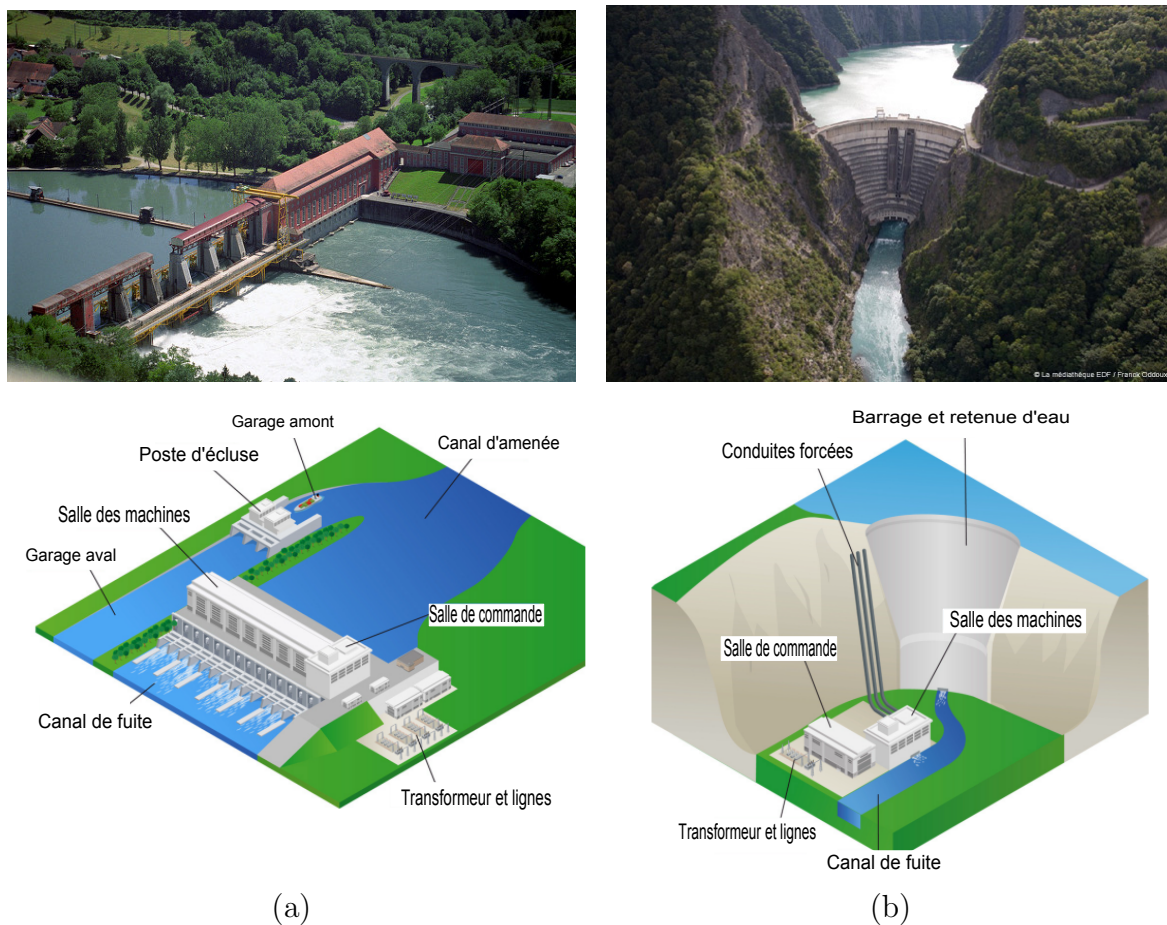 © La médiathèque EDF / Franck Oddoux
Garage amont
Poste d'écluse
Canal d'amenée
Salle des machines
Garage aval
Salle de commande
Canal de fuite
Transformeur et lignes
Barrage et retenue d'eau
Conduites forcées
Salle des machines
Salle de commande
Transformeur et lignes
Canal de fuite
(a)
(b)